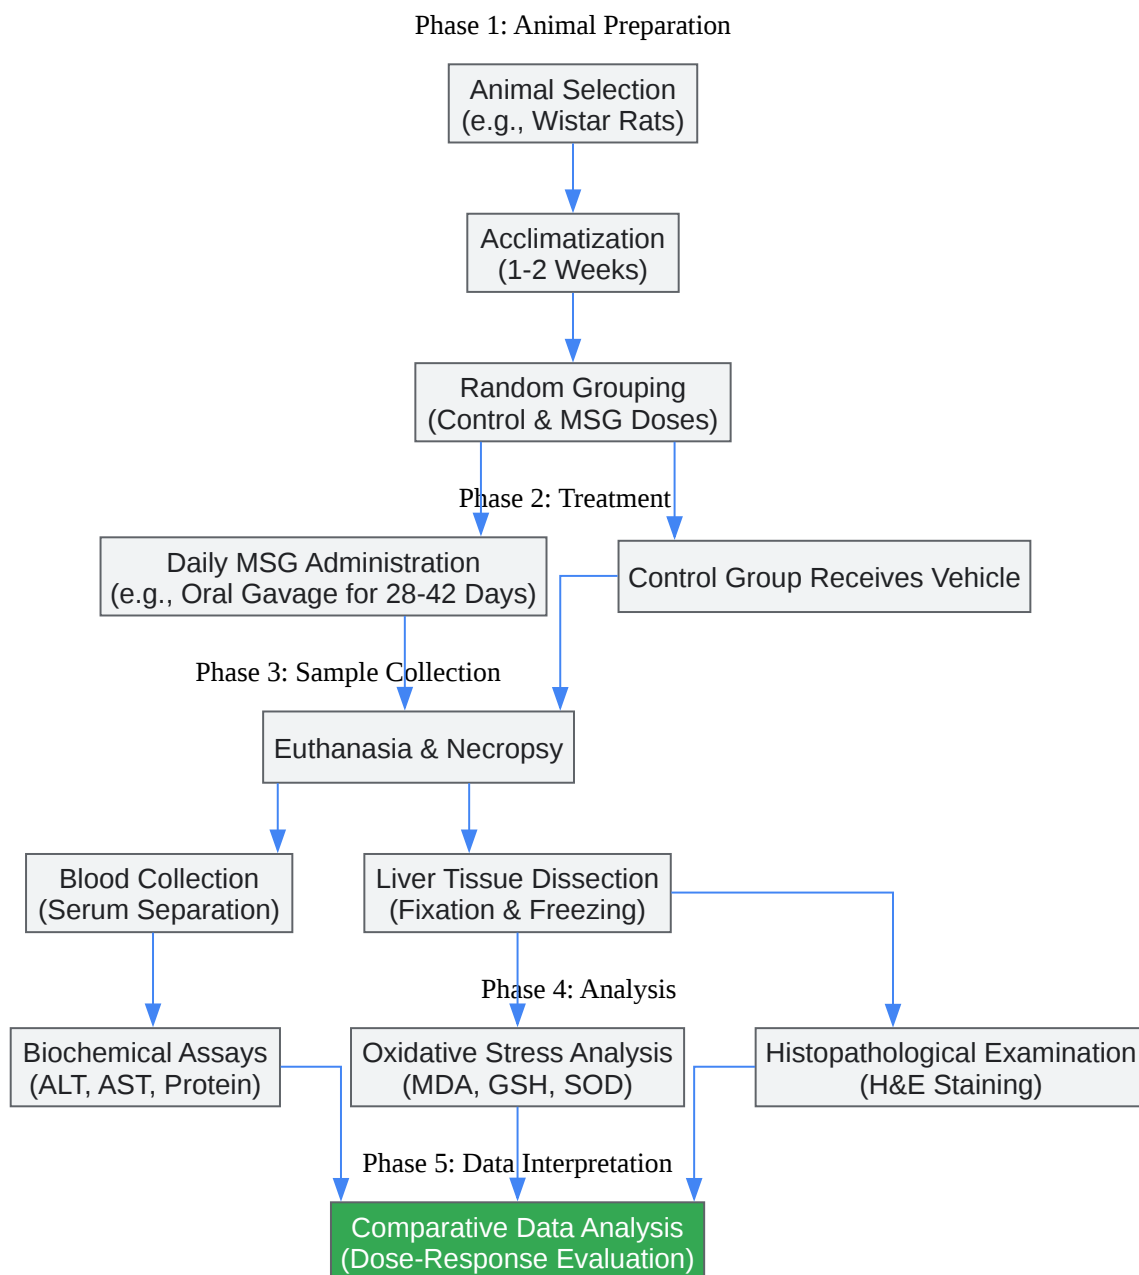 Phase 1: Animal Preparation
Animal Selection
(e.g., Wistar Rats)
Acclimatization
(1-2 Weeks)
Random Grouping
(Control & MSG Doses)
Phase 2: Treatment
Daily MSG Administration
(e.g., Oral Gavage for 28-42 Days)
Control Group Receives Vehicle
Phase 3: Sample Collection
Euthanasia & Necropsy
Blood Collection
(Serum Separation)
Liver Tissue Dissection
(Fixation & Freezing)
Phase 4: Analysis
Biochemical Assays
(ALT, AST, Protein)
Oxidative Stress Analysis
(MDA, GSH, SOD)
Histopathological Examination
(H&E Staining)
Phase 5: Data Interpretation
Comparative Data Analysis
(Dose-Response Evaluation)